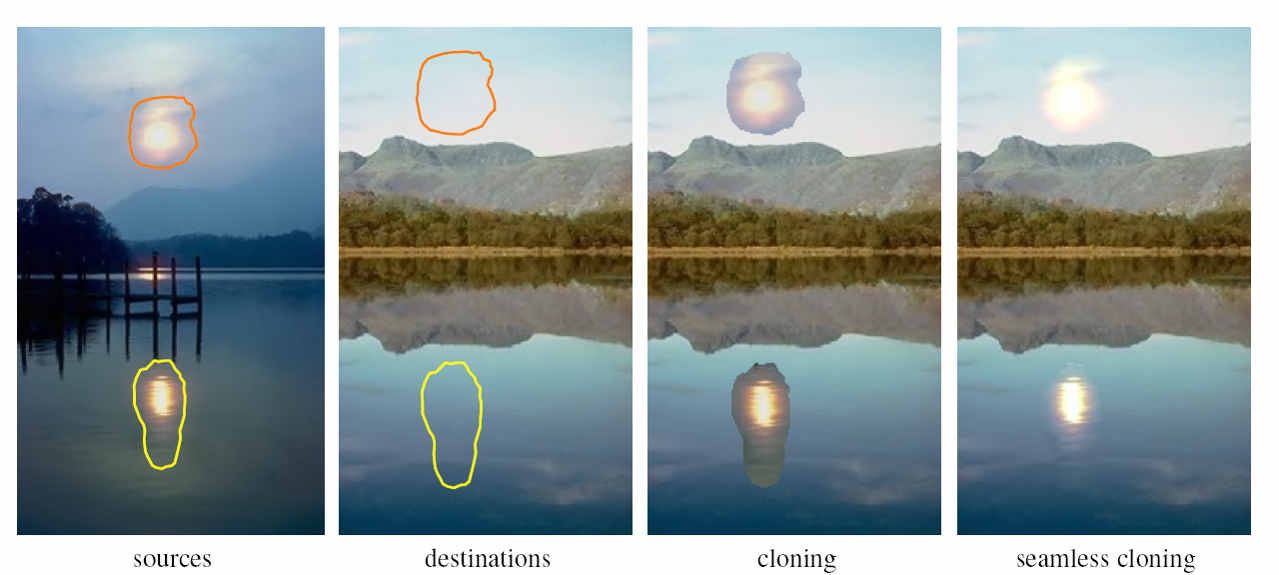 sources
destinations
cloning
seamless cloning